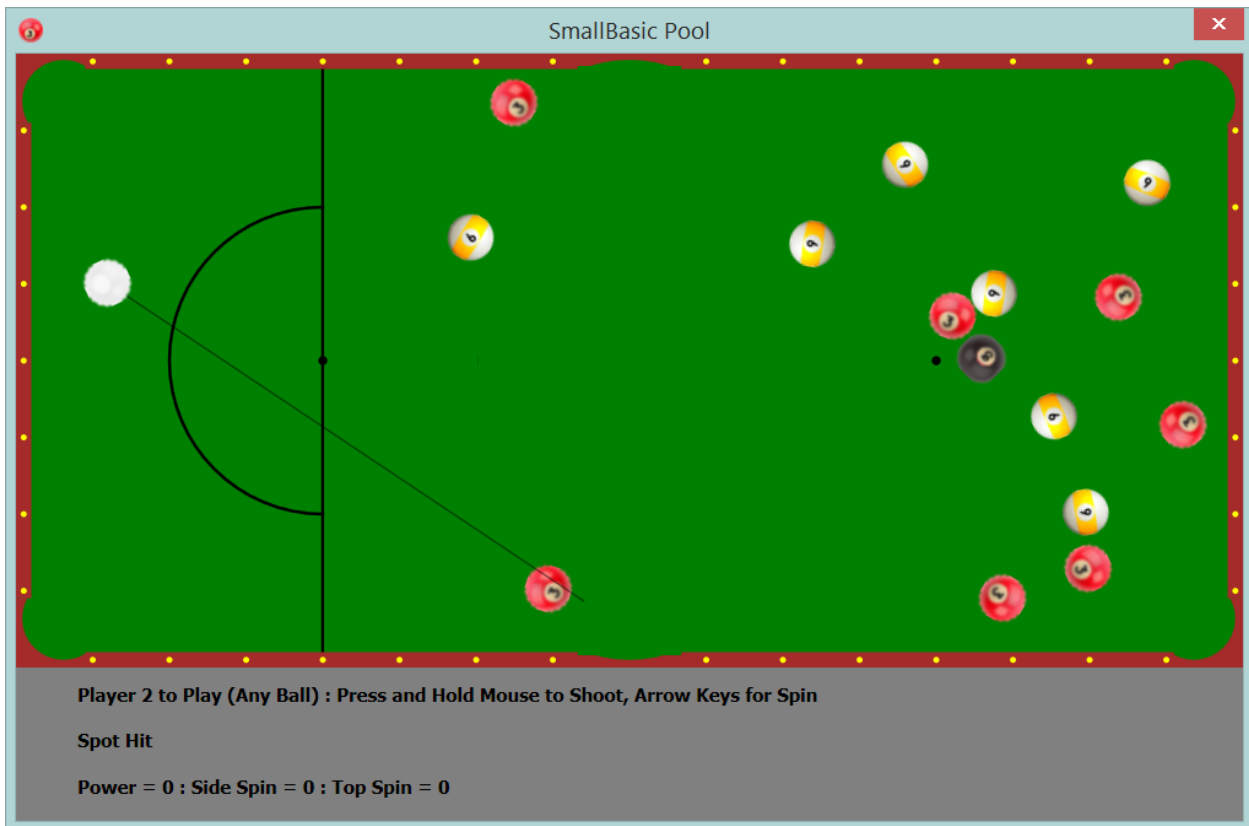 SmallBasic Pool
Player 2 to Play (Any Ball) : Press and Hold Mouse to Shoot, Arrow Keys for Spin
Spot Hit
Power = 0 : Side Spin = 0 : Top Spin = 0